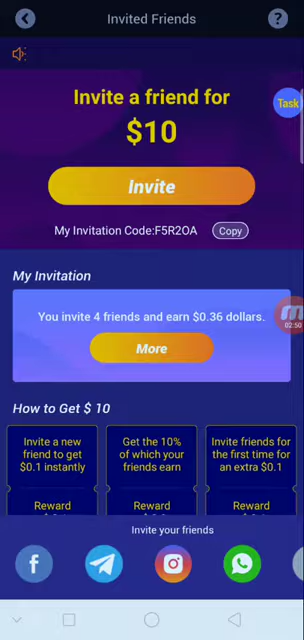 Invited Friends
?
Invite a friend for
$10
Task
Invite
My Invitation Code:F5R2OA
Copy
My Invitation
You invite 4 friends and earn $0.36 dollars.
02:50
More
How to Get $ 10
Invite a new
friend to get
$0.1 instantly
Reward
Get the 10%
of which your
friends earn
Reward
Invite friends for
the first time for
an extra $0.1
Reward
Invite your friends